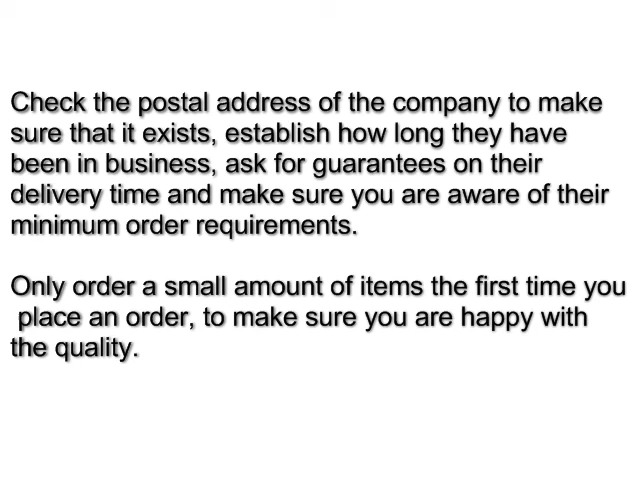 Check the postal address of the company to make
sure that it exists, establish how long they have
been in business, ask for guarantees on their
delivery time and make sure you are aware of their
minimum order requirements.
Only order a small amount of items the first time you
place an order, to make sure you are happy with
the quality.